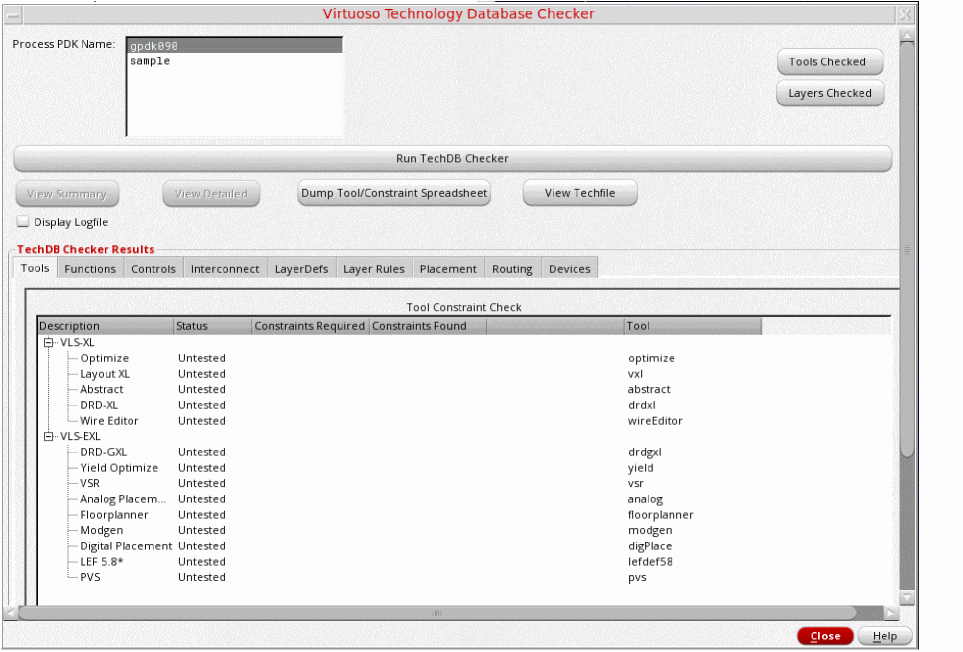 Virtuoso Technology Database Checker
Process PDK Name:
gpdk090
sample
Tools Checked
Layers Checked
Run TechDB Checker
View Summary View Detailed Dump Tool/Constraint Spreadsheet View Techfile
Display Logfile
TechDB Checker Results
Tools Functions Controls Interconnect LayerDefs Layer Rules Placement Routing Devices
Tool Constraint Check
Description Status Constraints Required Constraints Found Tool
VLS-XL
Optimize Untested optimize
Layout XL Untested vxl
Abstract Untested abstract
DRD-XL Untested drdxl
Wire Editor Untested wireEditor
VLS-EXL
DRD-GXL Untested drdgxl
Yield Optimize Untested yield
VSR Untested vsr
Analog Placem... Untested analog
Floorplanner Untested floorplanner
Modgen Untested modgen
Digital Placement Untested digPlace
LEF 5.8* Untested lefdef58
PVS Untested pvs
Close Help